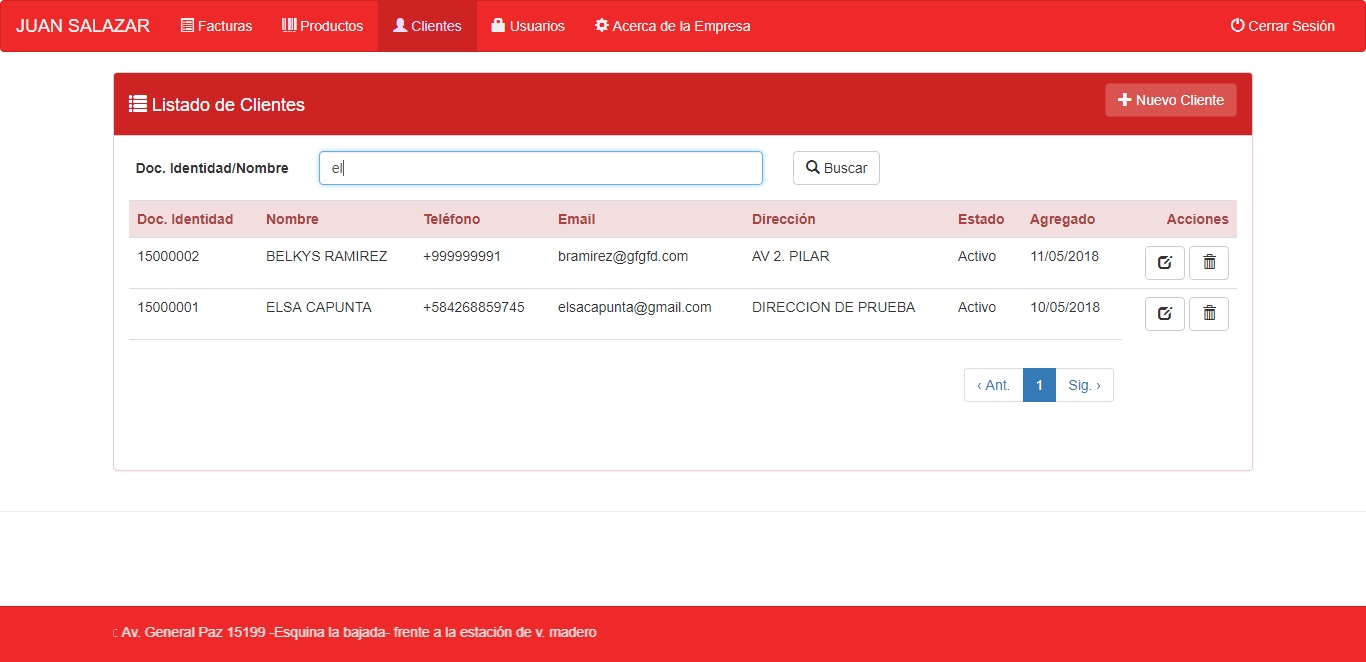 JUAN SALAZAR Facturas Productos Clientes Usuarios Acerca de la Empresa Cerrar Sesión
Listado de Clientes
Nuevo Cliente
Doc. Identidad/Nombre el Buscar
Doc. Identidad Nombre Teléfono Email Dirección Estado Agregado Acciones
15000002 BELKYS RAMIREZ +999999991 bramirez@gfgfd.com AV 2. PILAR Activo 11/05/2018
15000001 ELSA CAPUNTA +584268859745 elsacapunta@gmail.com DIRECCION DE PRUEBA Activo 10/05/2018
‹ Ant. 1 Sig. ›
: Av. General Paz 15199 -Esquina la bajada- frente a la estación de v. madero